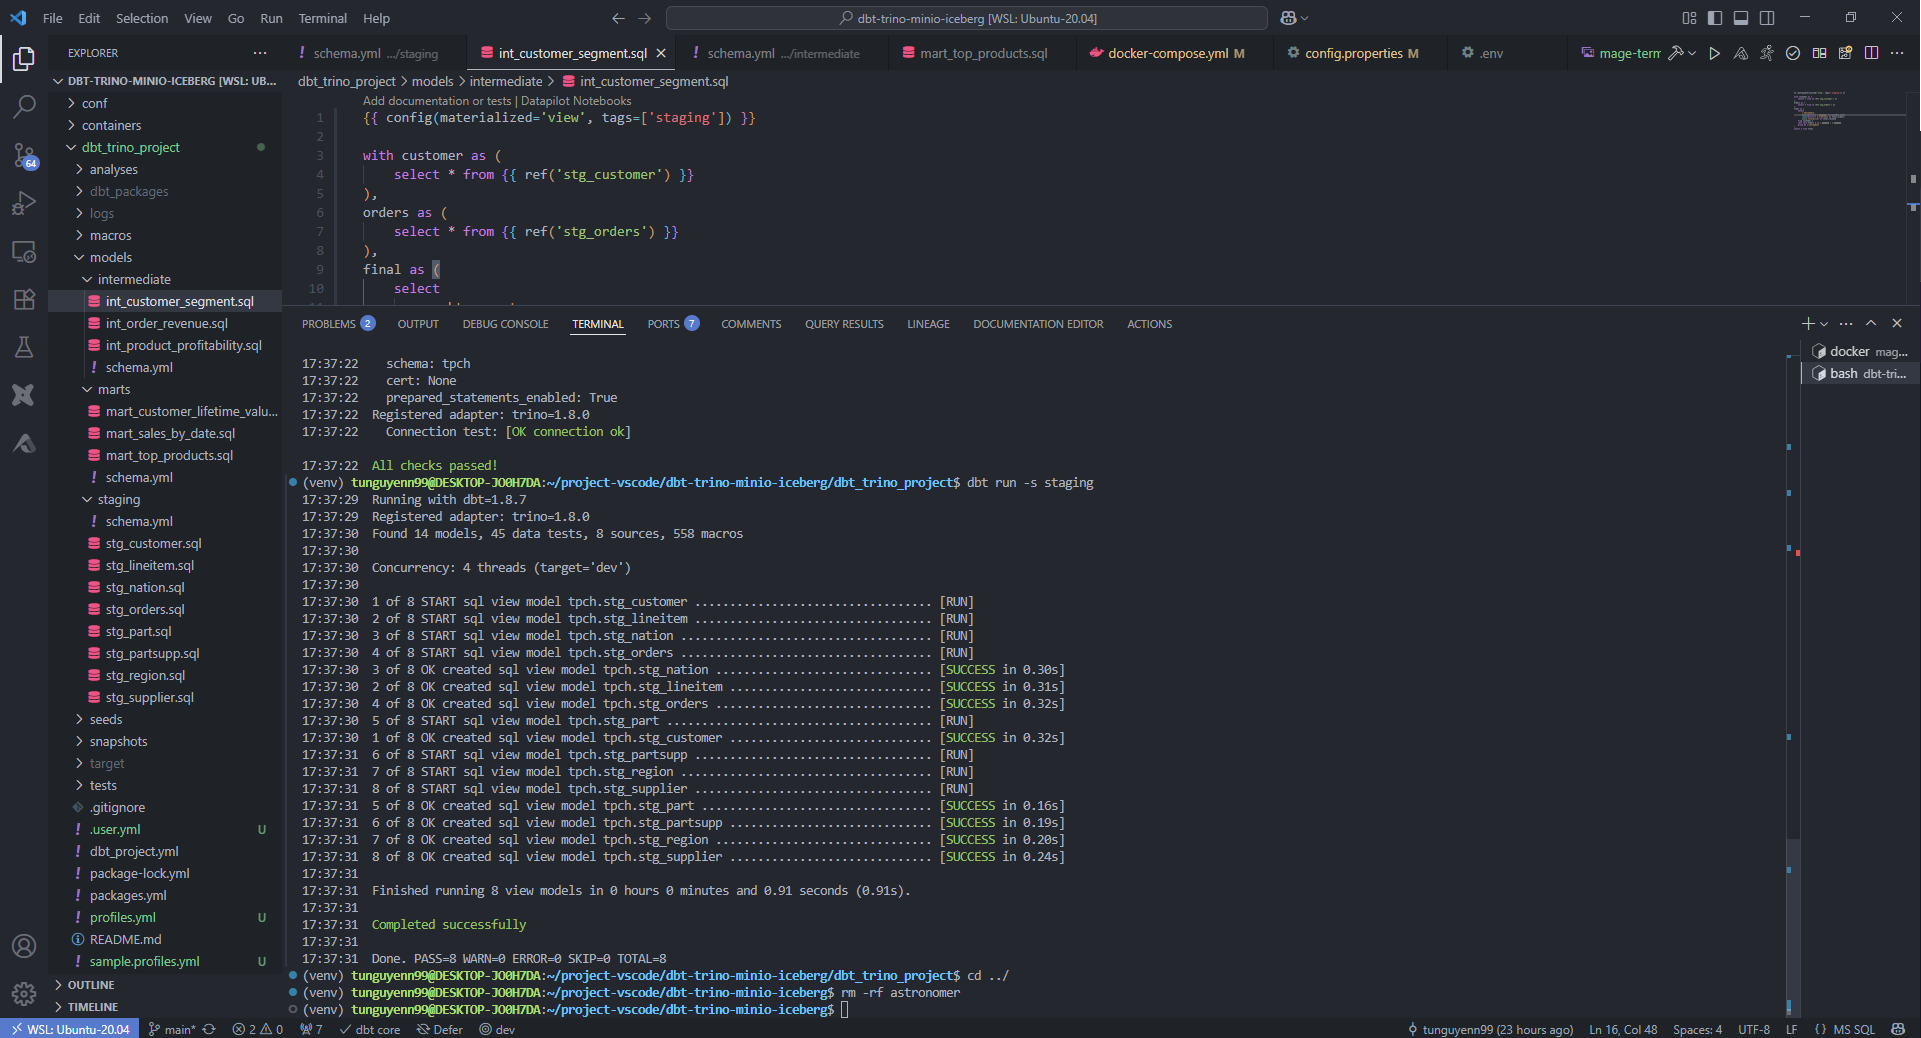 File Edit Selection View Go Run Terminal Help
dbt-trino-minio-iceberg [WSL: Ubuntu-20.04]
EXPLORER
DBT-TRINO-MINIO-ICEBERG [WSL: UB...
conf
containers
dbt_trino_project
analyses
dbt_packages
logs
macros
models
intermediate
int_customer_segment.sql
int_order_revenue.sql
int_product_profitability.sql
! schema.yml
marts
mart_customer_lifetime_valu...
mart_sales_by_date.sql
mart_top_products.sql
! schema.yml
staging
! schema.yml
stg_customer.sql
stg_lineitem.sql
stg_nation.sql
stg_orders.sql
stg_part.sql
stg_partsupp.sql
stg_region.sql
stg_supplier.sql
seeds
snapshots
target
tests
.gitignore
! .user.yml U
! dbt_project.yml
! package-lock.yml
! packages.yml
! profiles.yml U
README.md
! sample.profiles.yml U
OUTLINE
TIMELINE
64
! schema.yml .../staging
int_customer_segment.sql
! schema.yml .../intermediate
mart_top_products.sql
docker-compose.yml M
config.properties M
.env
mage-term
dbt_trino_project > models > intermediate > int_customer_segment.sql
Add documentation or tests | Datapilot Notebooks
1 {{ config(materialized='view', tags=['staging']) }}
2
3 with customer as (
4 select * from {{ ref('stg_customer') }}
5 ),
6 orders as (
7 select * from {{ ref('stg_orders') }}
8 ),
9 final as (
10 select
PROBLEMS 2 OUTPUT DEBUG CONSOLE TERMINAL PORTS 7 COMMENTS QUERY RESULTS LINEAGE DOCUMENTATION EDITOR ACTIONS
docker mag...
bash dbt-tri...
17:37:22 schema: tpch
17:37:22 cert: None
17:37:22 prepared_statements_enabled: True
17:37:22 Registered adapter: trino=1.8.0
17:37:22 Connection test: [OK connection ok]
17:37:22 All checks passed!
(venv) tunguyenn99@DESKTOP-JO0H7DA:~/project-vscode/dbt-trino-minio-iceberg/dbt_trino_project$ dbt run -s staging
17:37:29 Running with dbt=1.8.7
17:37:29 Registered adapter: trino=1.8.0
17:37:30 Found 14 models, 45 data tests, 8 sources, 558 macros
17:37:30
17:37:30 Concurrency: 4 threads (target='dev')
17:37:30
17:37:30 1 of 8 START sql view model tpch.stg_customer .................................. [RUN]
17:37:30 2 of 8 START sql view model tpch.stg_lineitem .................................. [RUN]
17:37:30 3 of 8 START sql view model tpch.stg_nation .................................... [RUN]
17:37:30 4 of 8 START sql view model tpch.stg_orders .................................... [RUN]
17:37:30 3 of 8 OK created sql view model tpch.stg_nation ............................... [SUCCESS in 0.30s]
17:37:30 2 of 8 OK created sql view model tpch.stg_lineitem ............................. [SUCCESS in 0.31s]
17:37:30 4 of 8 OK created sql view model tpch.stg_orders ............................... [SUCCESS in 0.32s]
17:37:30 5 of 8 START sql view model tpch.stg_part ...................................... [RUN]
17:37:30 1 of 8 OK created sql view model tpch.stg_customer ............................. [SUCCESS in 0.32s]
17:37:31 6 of 8 START sql view model tpch.stg_partsupp .................................. [RUN]
17:37:31 7 of 8 START sql view model tpch.stg_region .................................... [RUN]
17:37:31 8 of 8 START sql view model tpch.stg_supplier .................................. [RUN]
17:37:31 5 of 8 OK created sql view model tpch.stg_part ................................. [SUCCESS in 0.16s]
17:37:31 6 of 8 OK created sql view model tpch.stg_partsupp ............................. [SUCCESS in 0.19s]
17:37:31 7 of 8 OK created sql view model tpch.stg_region ............................... [SUCCESS in 0.20s]
17:37:31 8 of 8 OK created sql view model tpch.stg_supplier ............................. [SUCCESS in 0.24s]
17:37:31
17:37:31 Finished running 8 view models in 0 hours 0 minutes and 0.91 seconds (0.91s).
17:37:31
17:37:31 Completed successfully
17:37:31
17:37:31 Done. PASS=8 WARN=0 ERROR=0 SKIP=0 TOTAL=8
(venv) tunguyenn99@DESKTOP-JO0H7DA:~/project-vscode/dbt-trino-minio-iceberg/dbt_trino_project$ cd ../
(venv) tunguyenn99@DESKTOP-JO0H7DA:~/project-vscode/dbt-trino-minio-iceberg$ rm -rf astronomer
(venv) tunguyenn99@DESKTOP-JO0H7DA:~/project-vscode/dbt-trino-minio-iceberg$
WSL: Ubuntu-20.04 main* 2 0 7 dbt core Defer dev tunguyenn99 (23 hours ago) Ln 16, Col 48 Spaces: 4 UTF-8 LF {} MS SQL